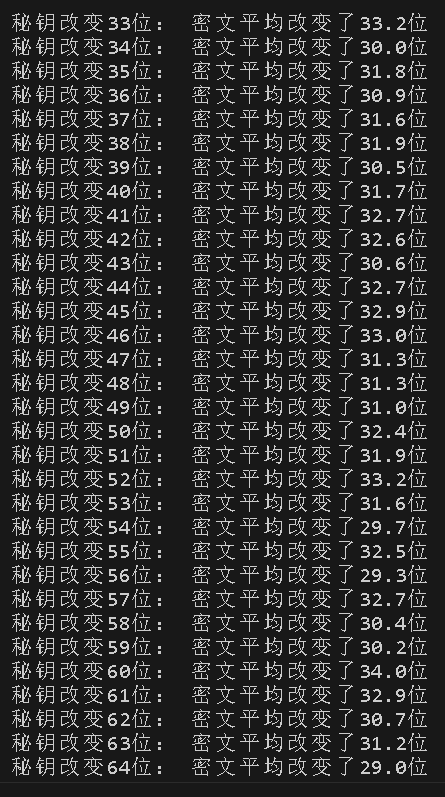 秘钥改变33位： 密文平均改变了33.2位
秘钥改变34位： 密文平均改变了30.0位
秘钥改变35位： 密文平均改变了31.8位
秘钥改变36位： 密文平均改变了30.9位
秘钥改变37位： 密文平均改变了31.6位
秘钥改变38位： 密文平均改变了31.9位
秘钥改变39位： 密文平均改变了30.5位
秘钥改变40位： 密文平均改变了31.7位
秘钥改变41位： 密文平均改变了32.7位
秘钥改变42位： 密文平均改变了32.6位
秘钥改变43位： 密文平均改变了30.6位
秘钥改变44位： 密文平均改变了32.7位
秘钥改变45位： 密文平均改变了32.9位
秘钥改变46位： 密文平均改变了33.0位
秘钥改变47位： 密文平均改变了31.3位
秘钥改变48位： 密文平均改变了31.3位
秘钥改变49位： 密文平均改变了31.0位
秘钥改变50位： 密文平均改变了32.4位
秘钥改变51位： 密文平均改变了31.9位
秘钥改变52位： 密文平均改变了33.2位
秘钥改变53位： 密文平均改变了31.6位
秘钥改变54位： 密文平均改变了29.7位
秘钥改变55位： 密文平均改变了32.5位
秘钥改变56位： 密文平均改变了29.3位
秘钥改变57位： 密文平均改变了32.7位
秘钥改变58位： 密文平均改变了30.4位
秘钥改变59位： 密文平均改变了30.2位
秘钥改变60位： 密文平均改变了34.0位
秘钥改变61位： 密文平均改变了32.9位
秘钥改变62位： 密文平均改变了30.7位
秘钥改变63位： 密文平均改变了31.2位
秘钥改变64位： 密文平均改变了29.0位